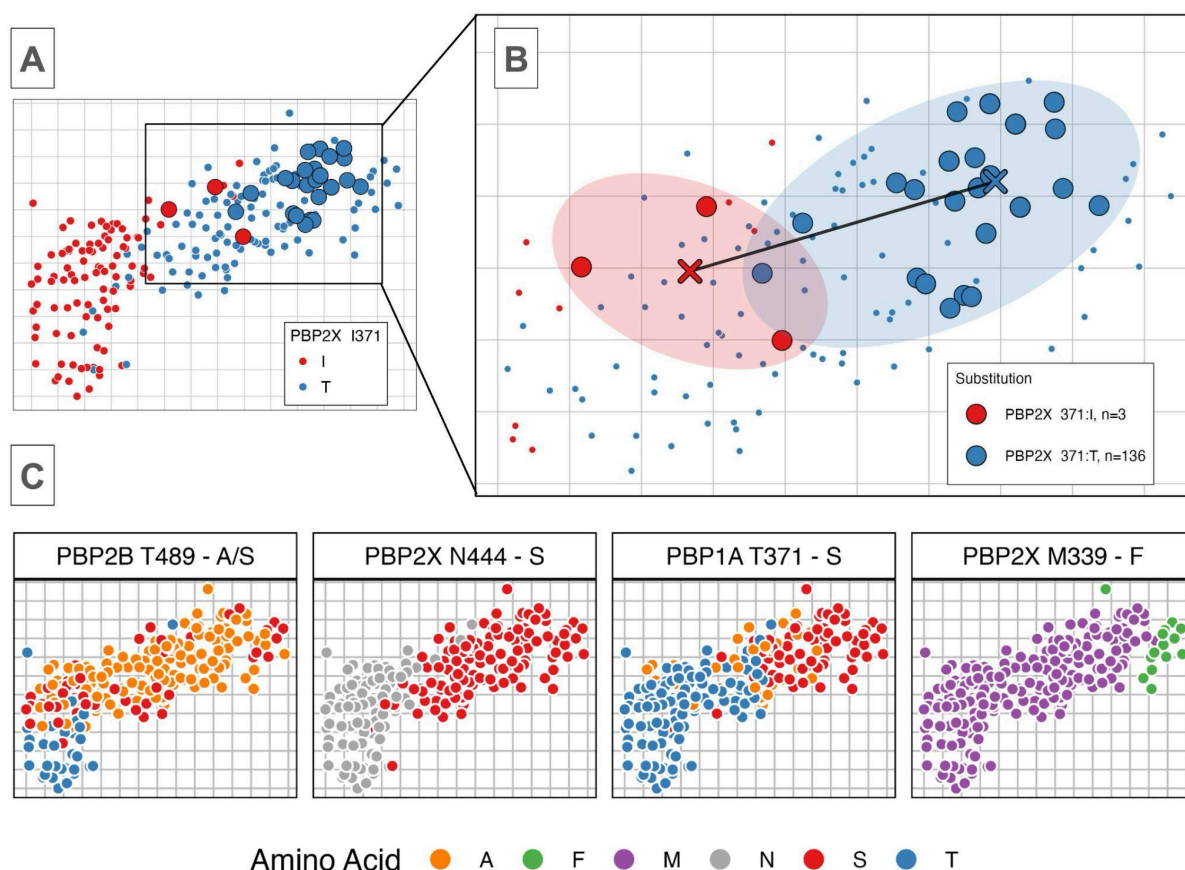 A
B
PBP2X I371
I
T
Substitution
PBP2X 371:I, n=3
PBP2X 371:T, n=136
C
PBP2B T489 - A/S
PBP2X N444 - S
PBP1A T371 - S
PBP2X M339 - F
Amino Acid A F M N S T